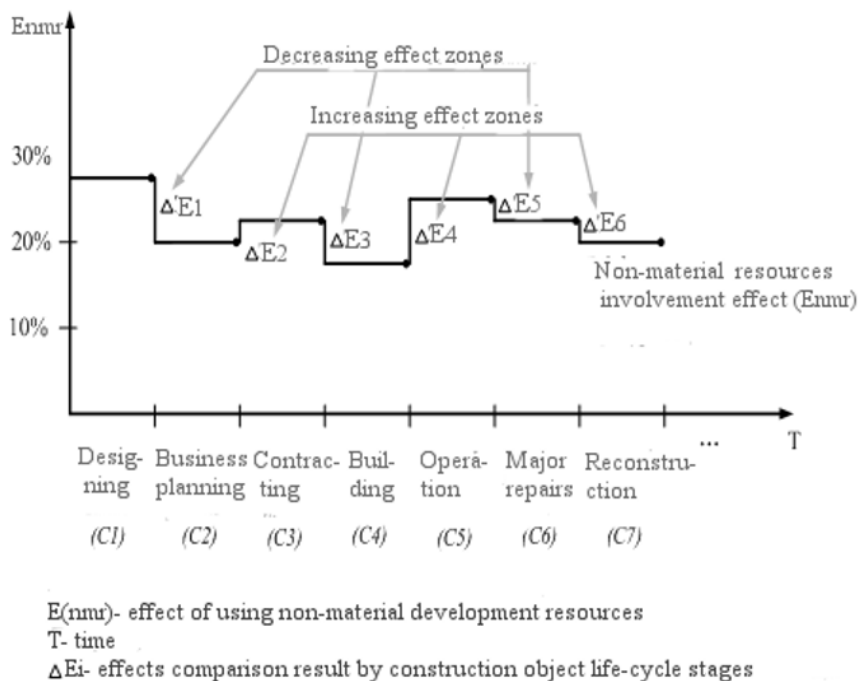 Enmr
Decreasing effect zones
Increasing effect zones
30%
20%
10%
ΔE1
ΔE2
ΔE3
ΔE4
ΔE5
ΔE6
Non-material resources
involvement effect (Enmr)
...
T
Desig-
ning
(C1)
Business
planning
(C2)
Contrac-
ting
(C3)
Buil-
ding
(C4)
Opera-
tion
(C5)
Major
repairs
(C6)
Reconstru-
ction
(C7)
E(nmr)- effect of using non-material development resources
T- time
ΔEi- effects comparison result by construction object life-cycle stages